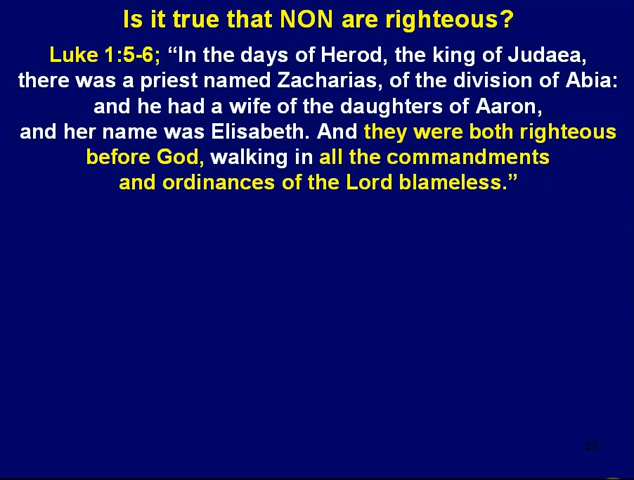 Is it true that NON are righteous?
Luke 1:5-6; “In the days of Herod, the king of Judaea,
there was a priest named Zacharias, of the division of Abia:
and he had a wife of the daughters of Aaron,
and her name was Elisabeth. And they were both righteous
before God, walking in all the commandments
and ordinances of the Lord blameless.”